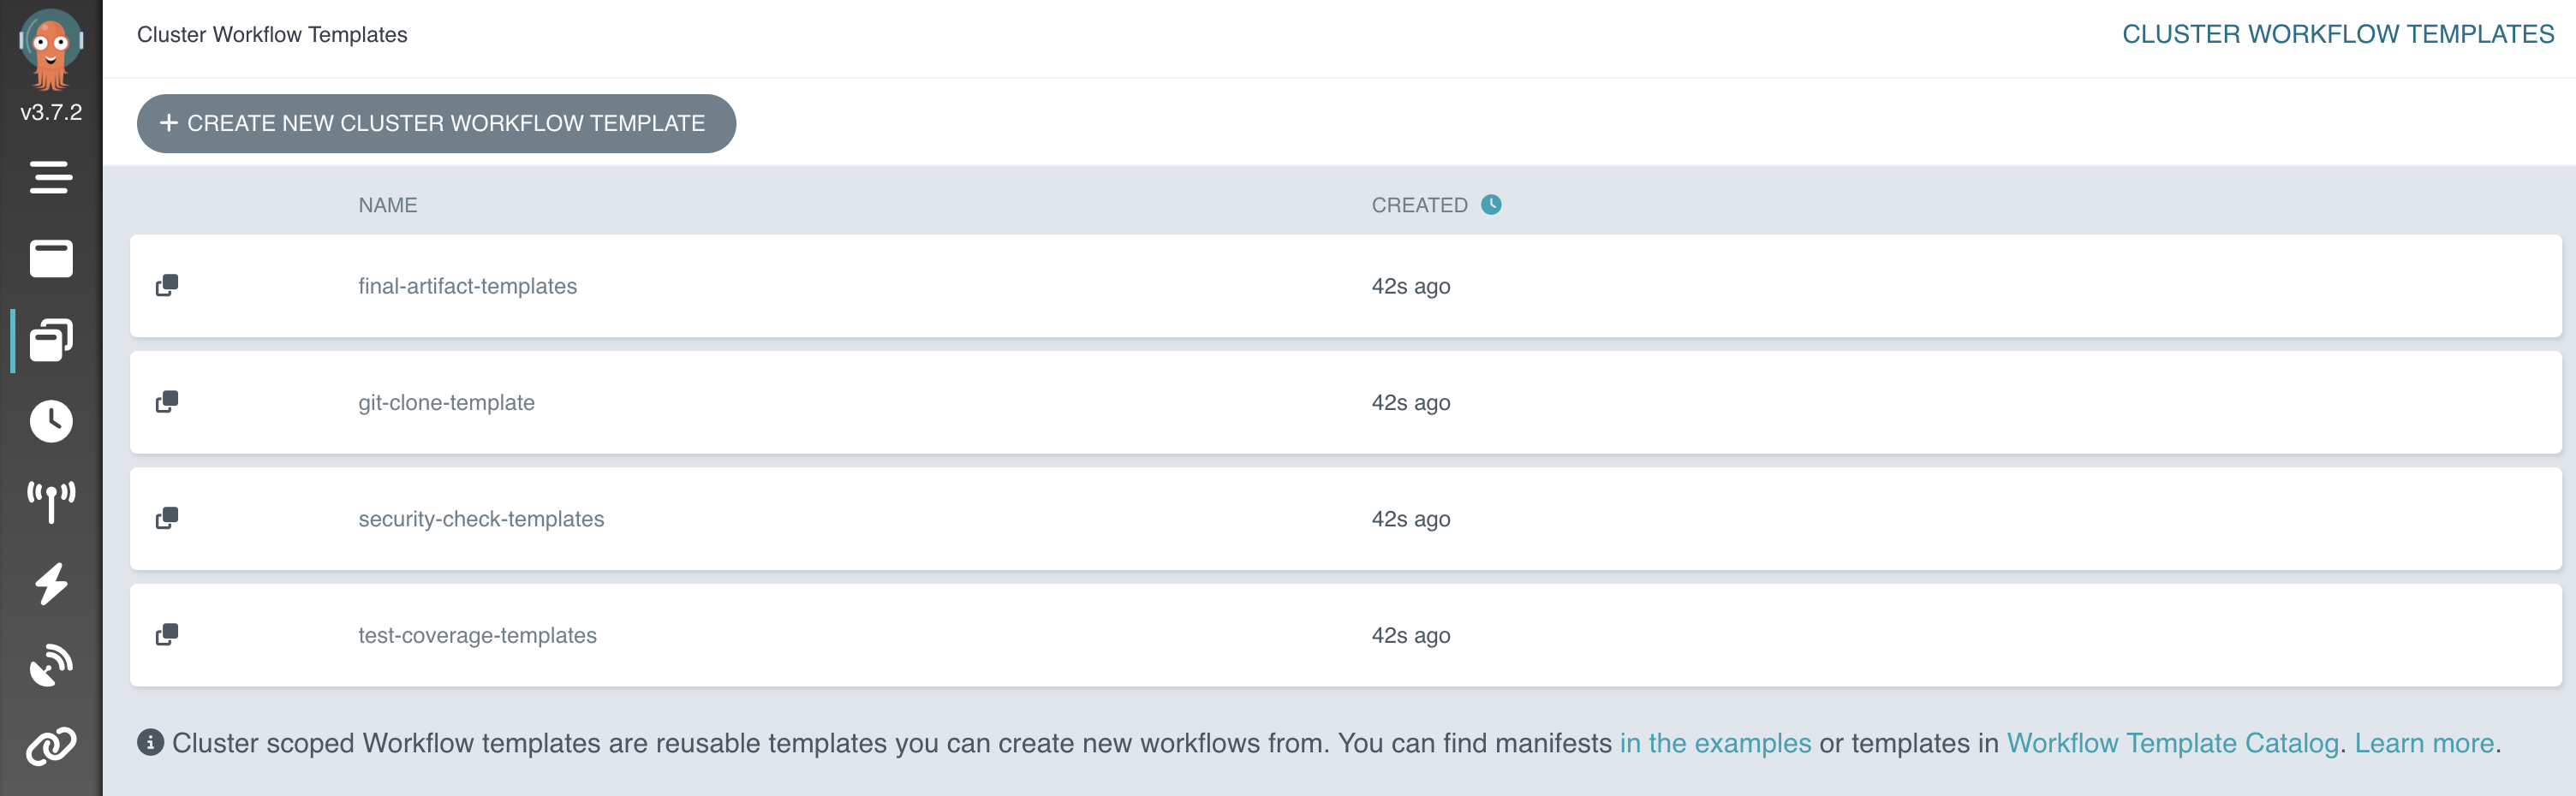 Cluster Workflow Templates
CLUSTER WORKFLOW TEMPLATES
v3.7.2
+ CREATE NEW CLUSTER WORKFLOW TEMPLATE
NAME CREATED
final-artifact-templates 42s ago
git-clone-template 42s ago
security-check-templates 42s ago
test-coverage-templates 42s ago
Cluster scoped Workflow templates are reusable templates you can create new workflows from. You can find manifests in the examples or templates in Workflow Template Catalog. Learn more.